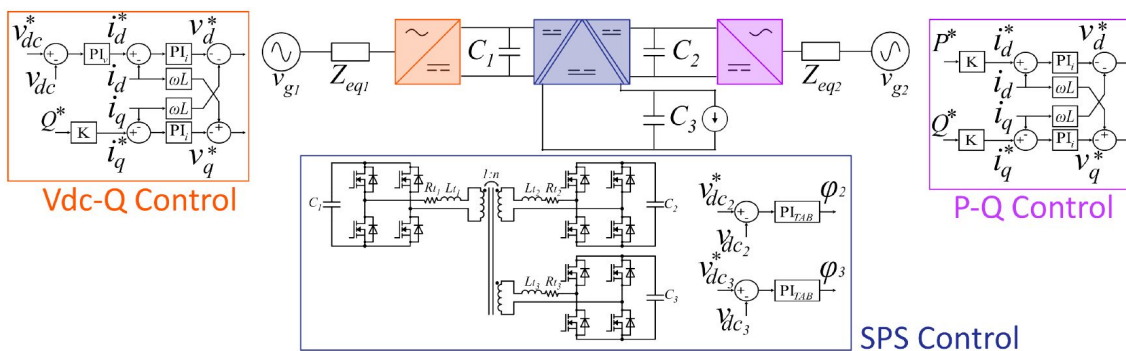 v*dc
vdc
+
-
PIv
i*d
+
-
id
PIi
v*d
-
-
ωL
ωL
Q*
K
iq
i*q
-
+
PIi
-
+
v*q
Vdc-Q Control
vg1
Zeq1
C1
C2
C3
Zeq2
vg2
P*
K
i*d
+
-
id
PIi
v*d
-
-
ωL
ωL
Q*
K
iq
i*q
-
+
PIi
-
+
v*q
P-Q Control
C1
Rt1
Lt1
1:n
Lt2
Rt2
C2
Lt3
Rt3
C3
v*dc2
+
-
vdc2
PITAB
φ2
v*dc3
+
-
vdc3
PITAB
φ3
SPS Control